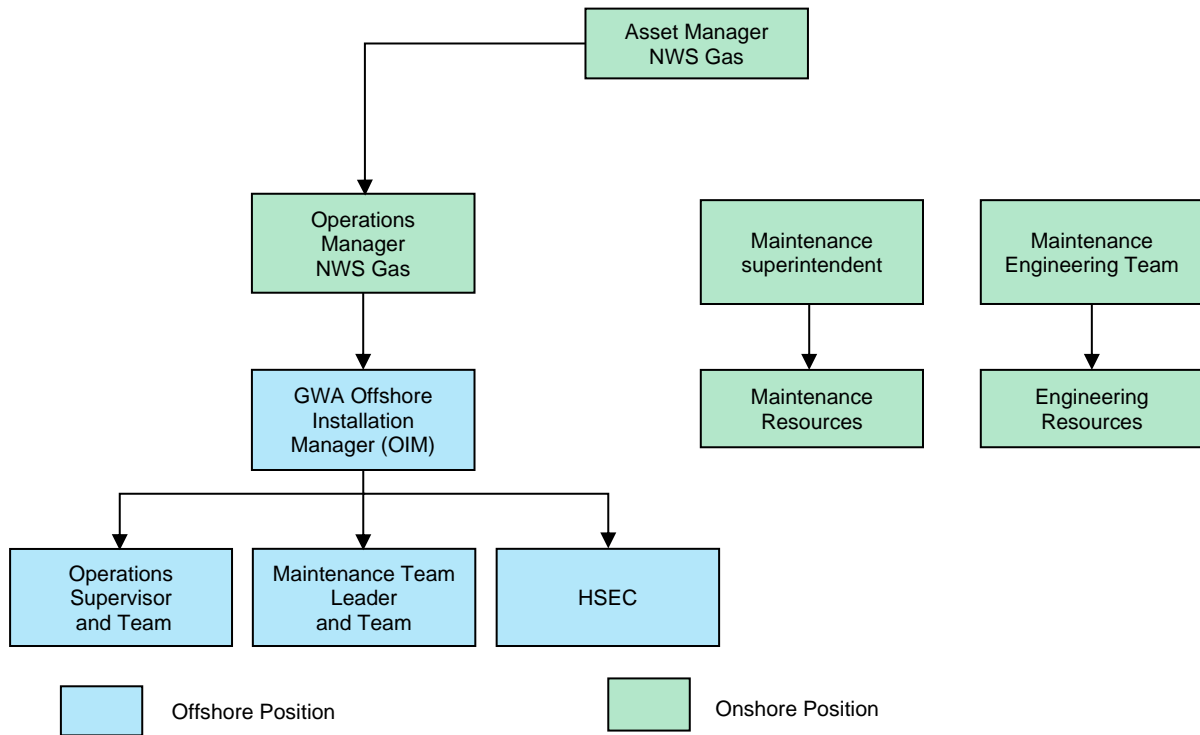 Asset Manager
NWS Gas
Operations
Manager
NWS Gas
Maintenance
superintendent
Maintenance
Engineering Team
GWA Offshore
Installation
Manager (OIM)
Maintenance
Resources
Engineering
Resources
Operations
Supervisor
and Team
Maintenance Team
Leader
and Team
HSEC
Offshore Position
Onshore Position